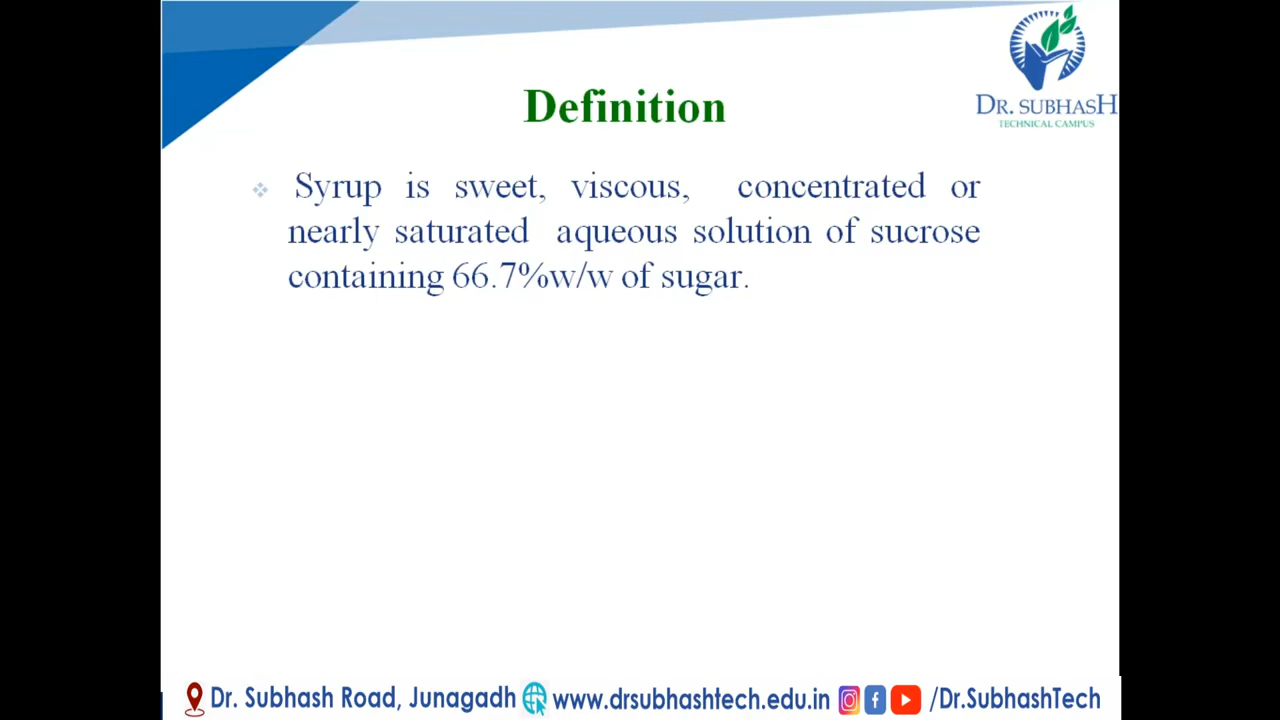 DR. SUBHASH
TECHNICAL CAMPUS
Definition
Syrup is sweet, viscous, concentrated or
nearly saturated aqueous solution of sucrose
containing 66.7%w/w of sugar.
Dr. Subhash Road, Junagadh www.drsubhashtech.edu.in /Dr.SubhashTech